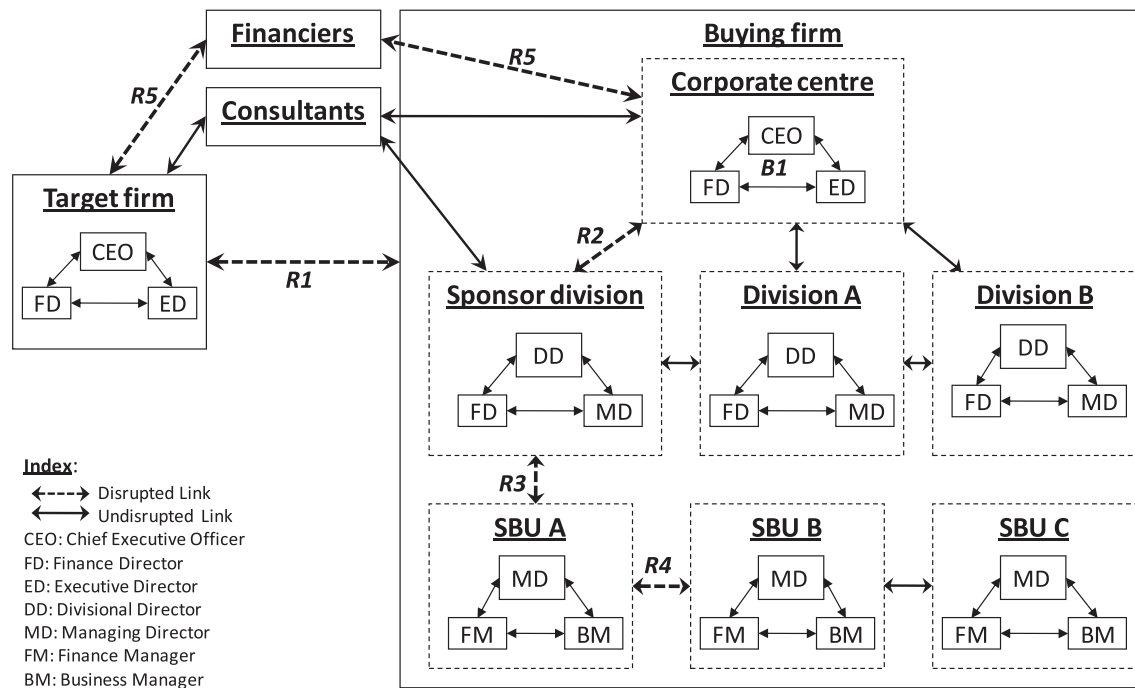 Financiers
Buying firm
R5
R5
Corporate centre
Consultants
CEO
B1
FD
ED
Target firm
CEO
FD
ED
R1
R2
Sponsor division
DD
FD
MD
Division A
DD
FD
MD
Division B
DD
FD
MD
R3
SBU A
MD
FM
BM
R4
SBU B
MD
FM
BM
SBU C
MD
FM
BM
Index:
Disrupted Link
Undisrupted Link
CEO: Chief Executive Officer
FD: Finance Director
ED: Executive Director
DD: Divisional Director
MD: Managing Director
FM: Finance Manager
BM: Business Manager